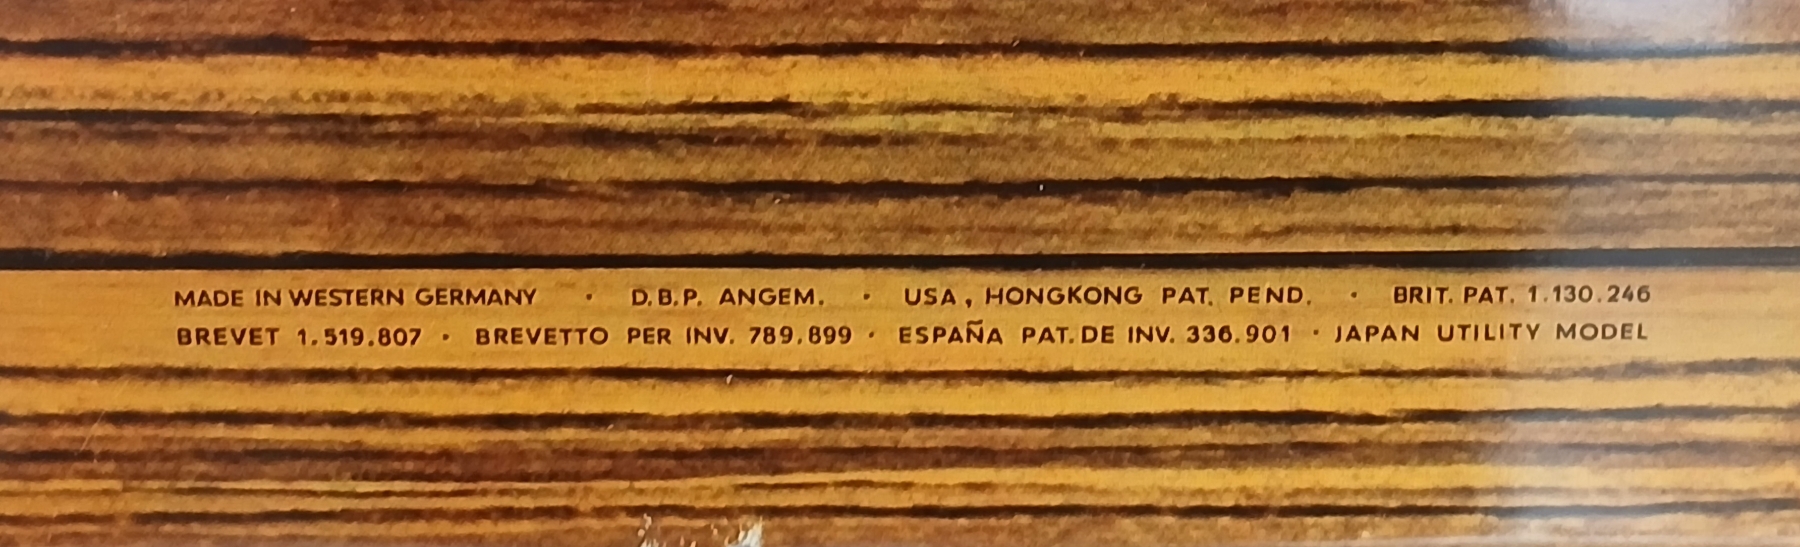 MADE IN WESTERN GERMANY · D.B.P. ANGEM. · USA, HONGKONG PAT. PEND. · BRIT. PAT. 1.130.246
BREVET 1.519.807 · BREVETTO PER INV. 789.899 · ESPAÑA PAT. DE INV. 336.901 · JAPAN UTILITY MODEL